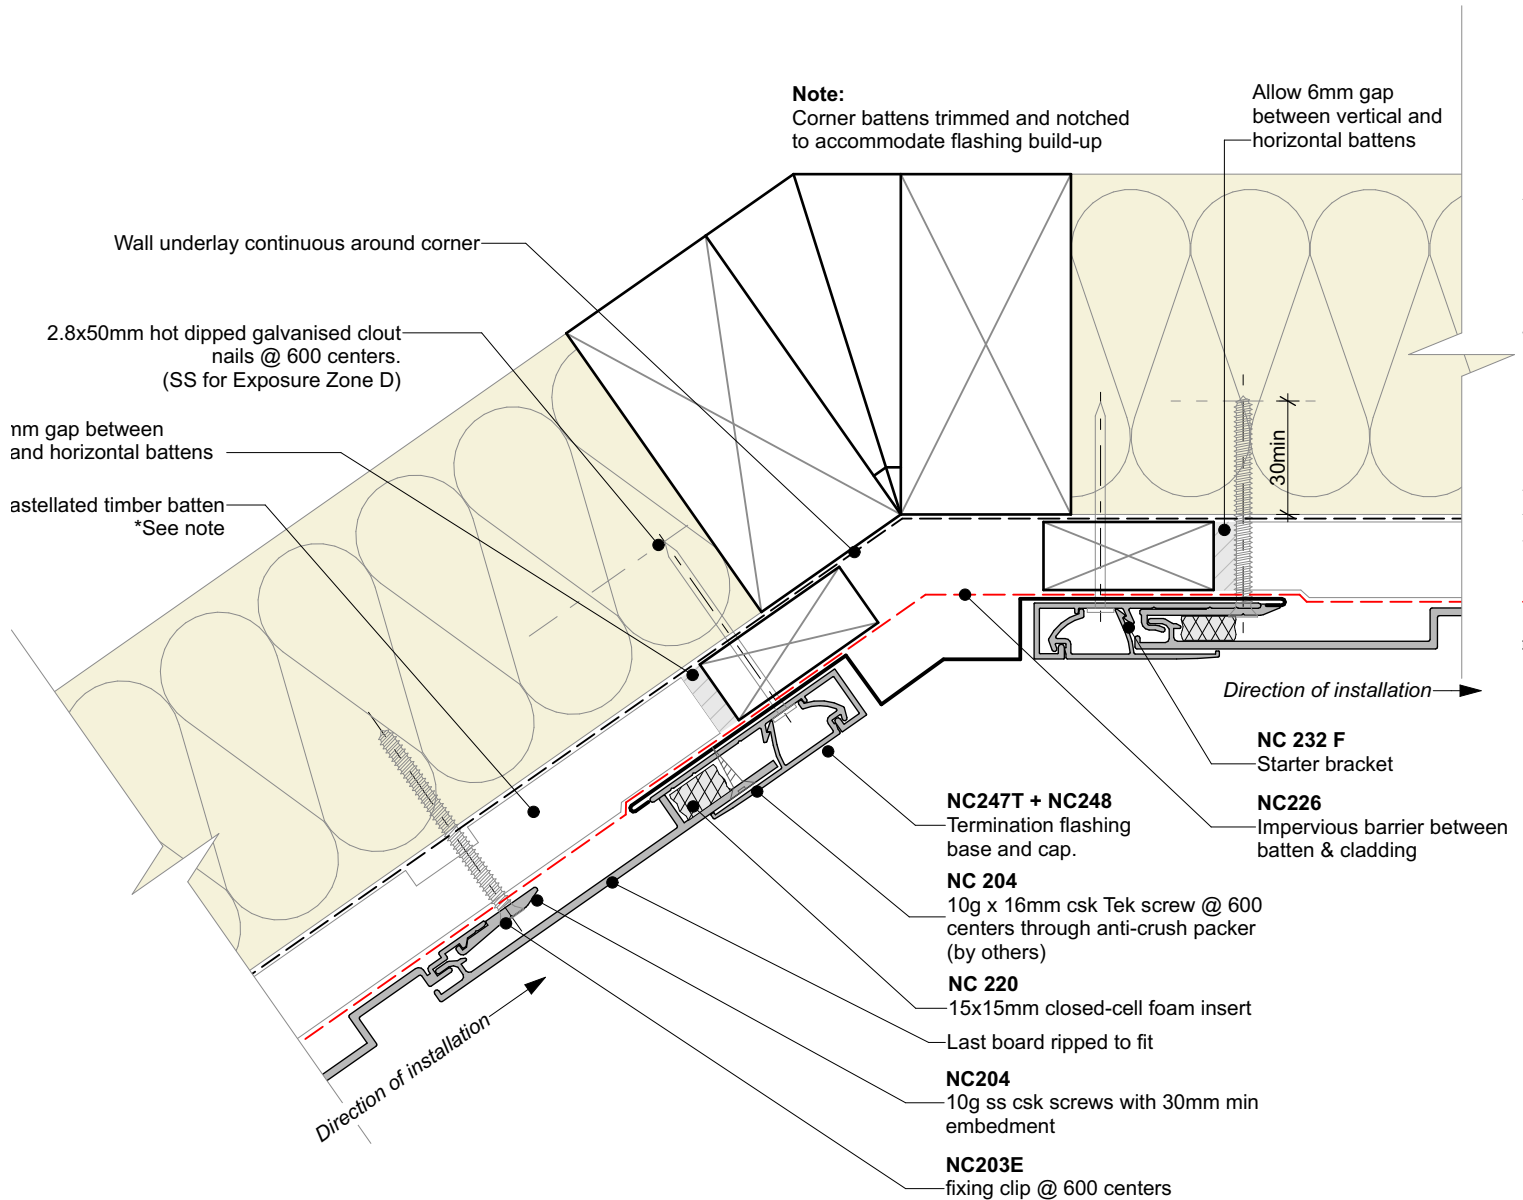 Note:
Corner battens trimmed and notched
to accommodate flashing build-up
Allow 6mm gap
between vertical and
horizontal battens
Wall underlay continuous around corner
2.8x50mm hot dipped galvanised clout
nails @ 600 centers.
(SS for Exposure Zone D)
mm gap between
and horizontal battens
astellated timber batten
*See note
30min
Direction of installation
NC 232 F
Starter bracket
NC226
Impervious barrier between
batten & cladding
NC247T + NC248
Termination flashing
base and cap.
NC 204
10g x 16mm csk Tek screw @ 600
centers through anti-crush packer
(by others)
NC 220
15x15mm closed-cell foam insert
Last board ripped to fit
NC204
10g ss csk screws with 30mm min
embedment
NC203E
fixing clip @ 600 centers
Direction of installation